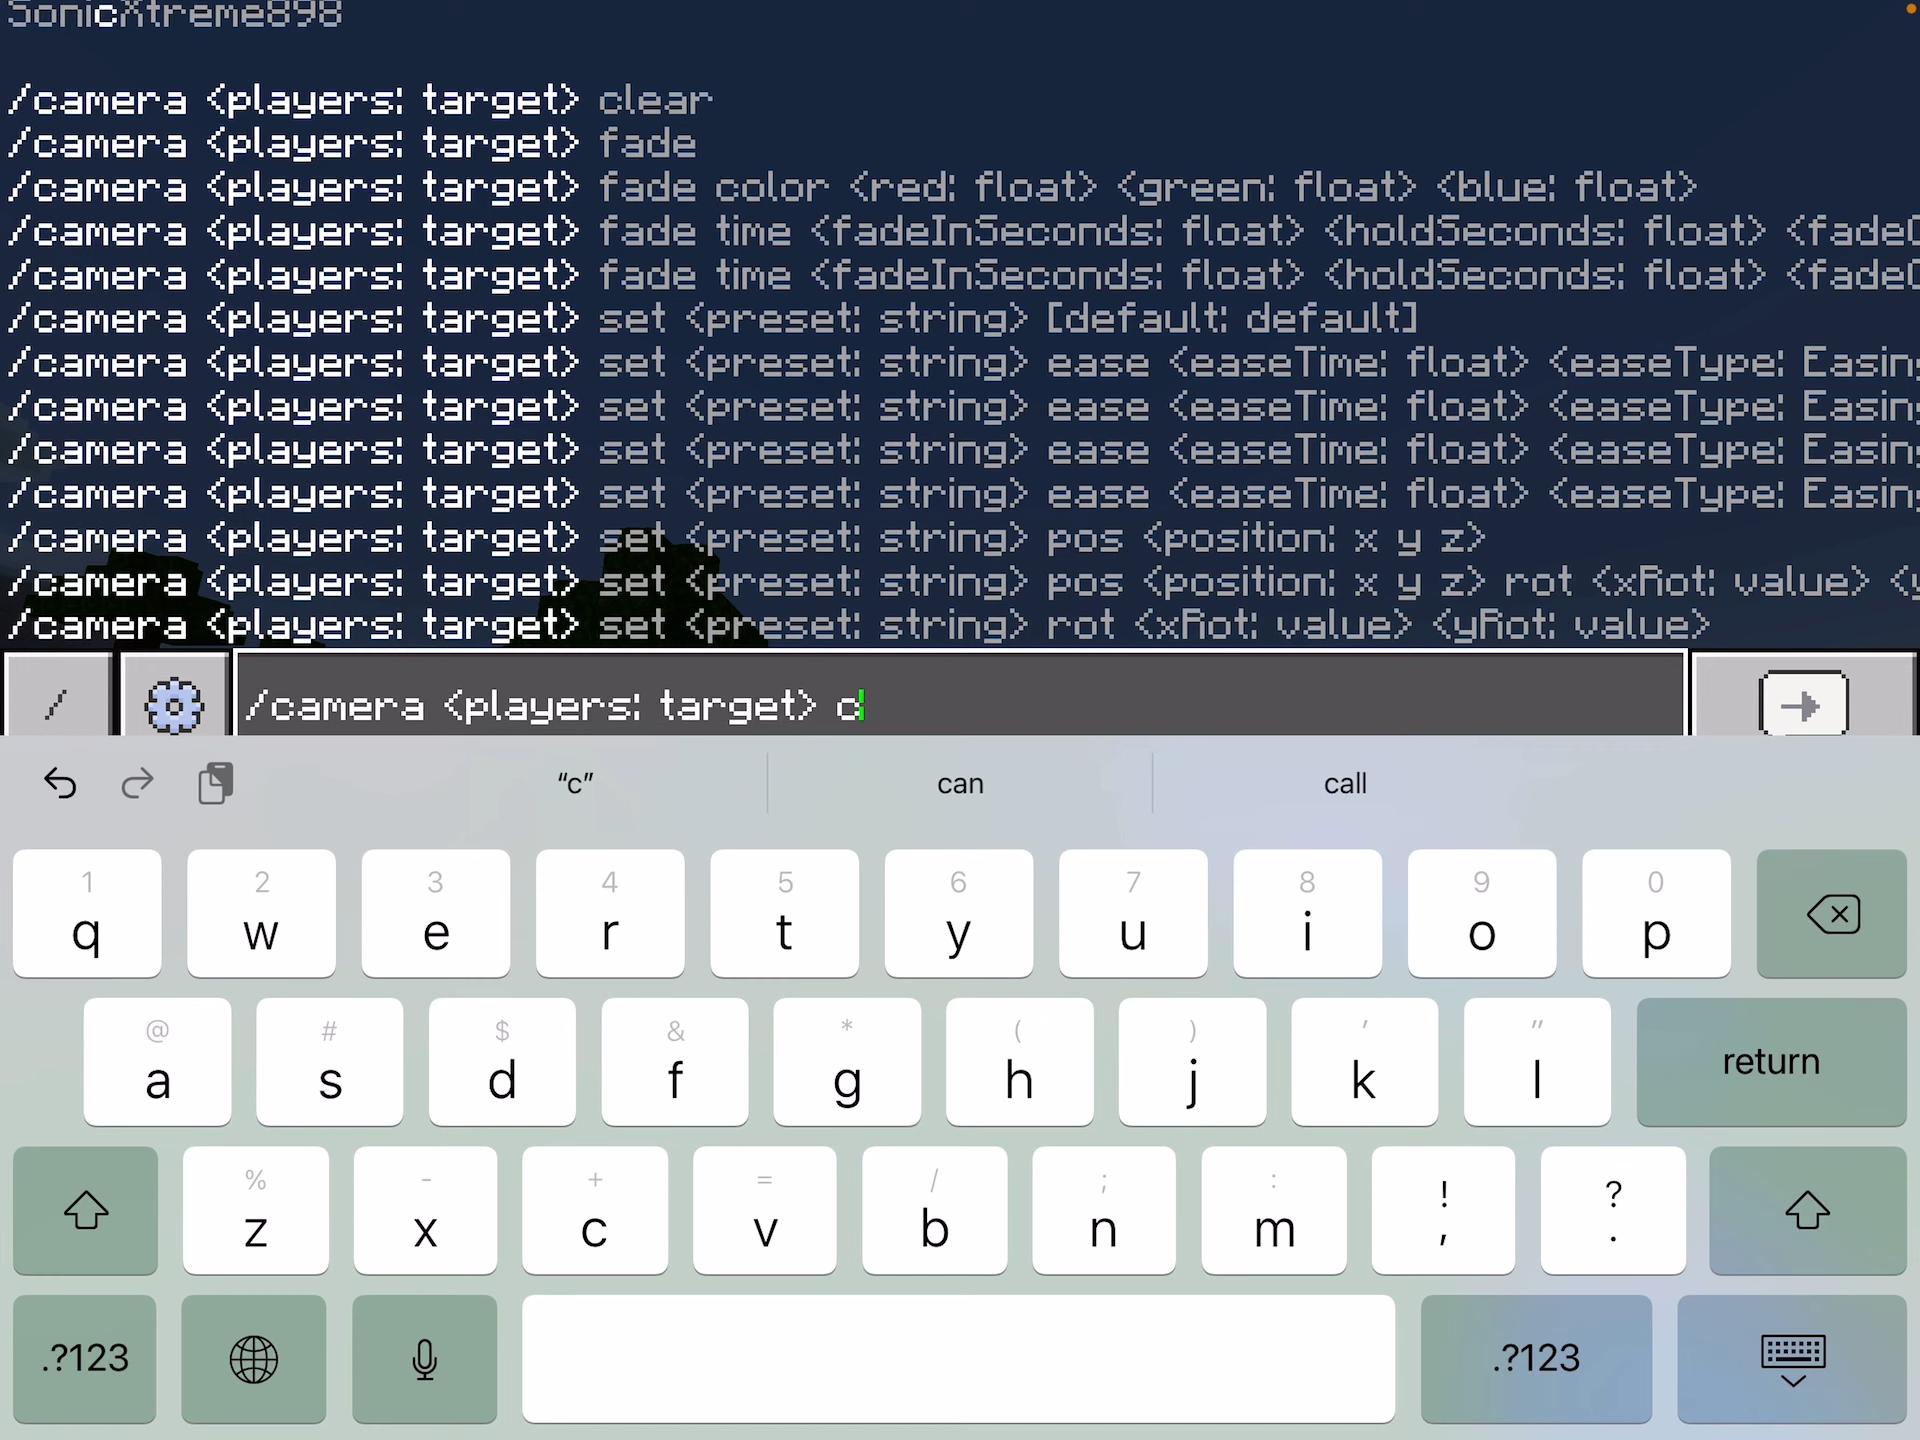 SonicXtreme898
/camera <players: target> clear
/camera <players: target> fade
/camera <players: target> fade color <red: float> <green: float> <blue: float>
/camera <players: target> fade time <fadeInSeconds: float> <holdSeconds: float> <fadeO
/camera <players: target> fade time <fadeInSeconds: float> <holdSeconds: float> <fadeO
/camera <players: target> set <preset: string> [default: default]
/camera <players: target> set <preset: string> ease <easeTime: float> <easeType: Easing
/camera <players: target> set <preset: string> ease <easeTime: float> <easeType: Easing
/camera <players: target> set <preset: string> ease <easeTime: float> <easeType: Easing
/camera <players: target> set <preset: string> ease <easeTime: float> <easeType: Easing
/camera <players: target> set <preset: string> pos <position: x y z>
/camera <players: target> set <preset: string> pos <position: x y z> rot <xRot: value> <y
/camera <players: target> set <preset: string> rot <xRot: value> <yRot: value>
/ /camera <players: target> c
“c” can call
1 2 3 4 5 6 7 8 9 0
q w e r t y u i o p
@ # $ & * ( ) ' "
a s d f g h j k l return
% - + = / ; : ! ?
z x c v b n m , .
.?123 .?123